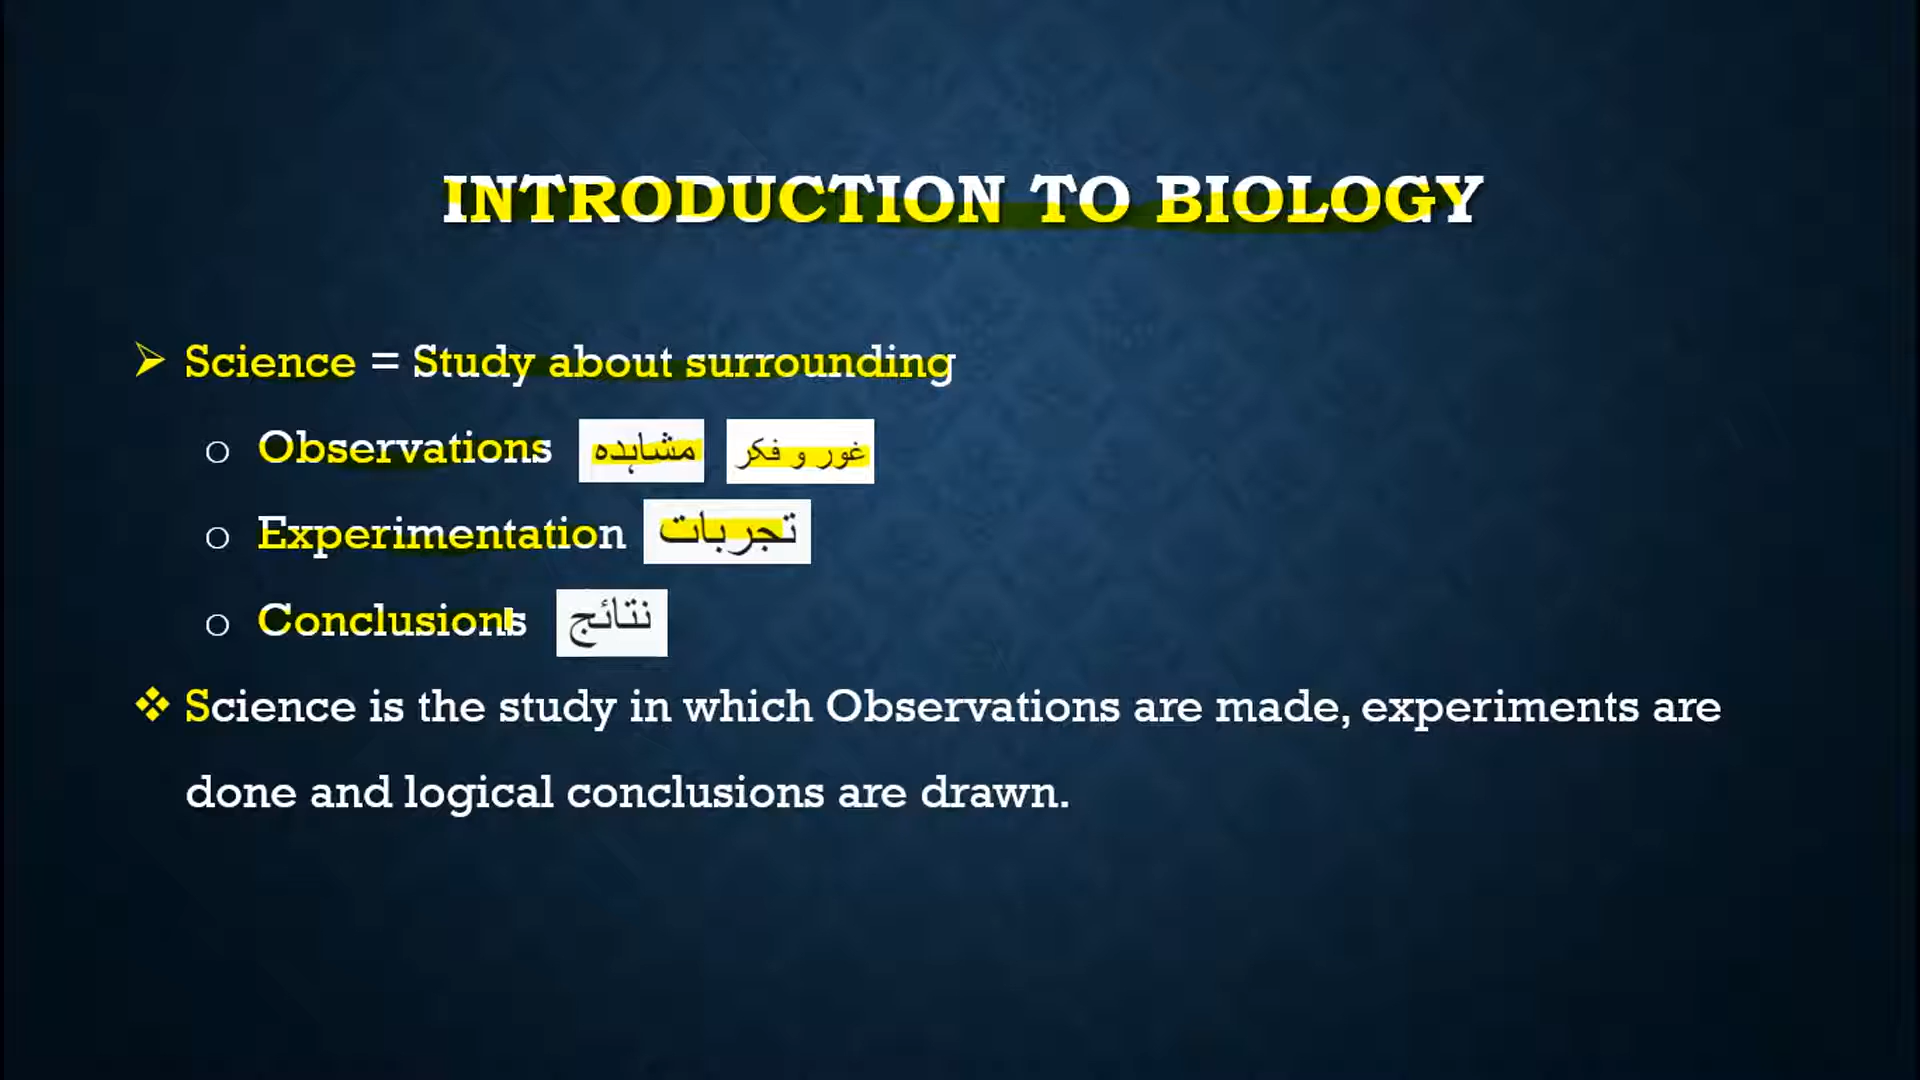 INTRODUCTION TO BIOLOGY
Science = Study about surrounding
Observations مشاہدہ غور و فکر
Experimentation تجربات
Conclusions نتائج
Science is the study in which Observations are made, experiments are
done and logical conclusions are drawn.